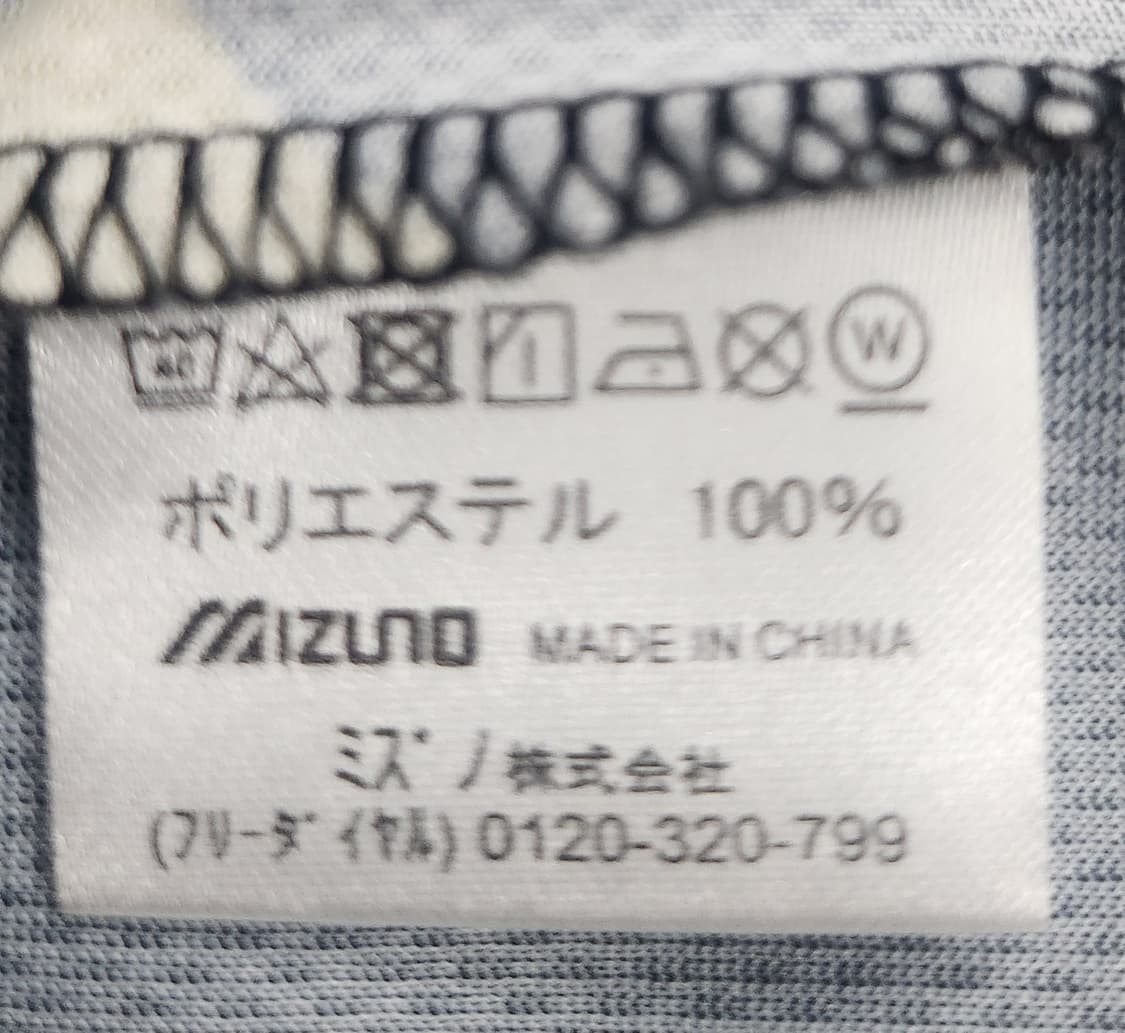 W
ポリエステル 100%
MIZUNO MADE IN CHINA
ミズノ株式会社
(フリーダイヤル) 0120-320-799